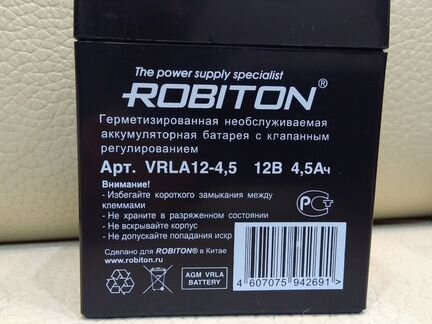 The power supply specialist
ROBITON®
Герметизированная необслуживаемая
аккумуляторная батарея с клапанным
регулированием
Арт. VRLA12-4,5 12В 4,5Ач
Внимание!
- Избегайте короткого замыкания между
клеммами
- Не храните в разряженном состоянии
- Не вскрывайте корпус
- Не допускайте попадания искр
Сделано для ROBITON® в Китае
www.robiton.ru
AGM VRLA
BATTERY
РСТ
4 607075 942691 >